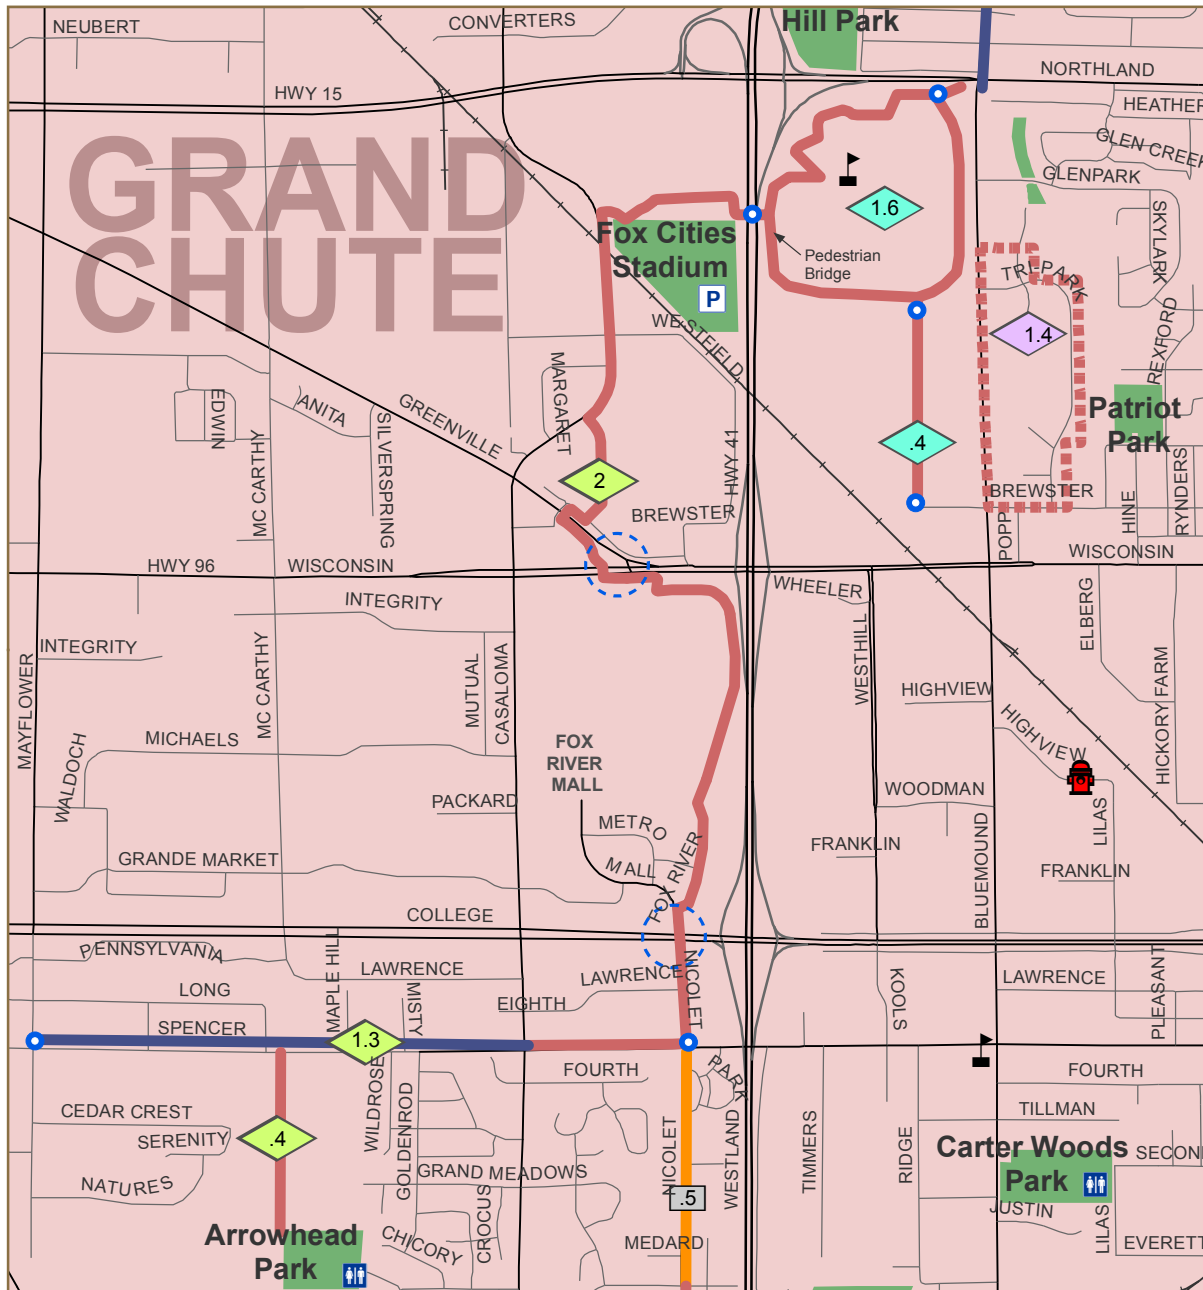 NEUBERT
CONVERTERS
Hill Park
NORTHLAND
HWY 15
HEATHER
GLEN CREEK
GRAND
CHUTE
GLENPARK
SKYLARK
1.6
Fox Cities
Stadium
Pedestrian
Bridge
TRI-PARK
P
WESTFIELD
1.4
REXFORD
MARGARET
EDWIN
ANITA
GREENVILLE
SILVERSPRING
MC CARTHY
Patriot
Park
.4
HWY 41
2
BREWSTER
BREWSTER
POPP
HINE
RYNDERS
HWY 96
WISCONSIN
WISCONSIN
WHEELER
INTEGRITY
ELBERG
INTEGRITY
MC CARTHY
MUTUAL
CASALOMA
WESTHILL
MAYFLOWER
HIGHVIEW
HIGHVIEW
HICKORY FARM
MICHAELS
WALDOCH
FOX
RIVER
MALL
PACKARD
WOODMAN
METRO
LILAS
GRANDE MARKET
MALL
FOX RIVER
FRANKLIN
FRANKLIN
BLUEMOUND
COLLEGE
PENNSYLVANIA
MAPLE HILL
LAWRENCE
LAWRENCE
NICOLET
KOOLS
LAWRENCE
PLEASANT
LONG
MISTY
EIGHTH
SPENCER
1.3
FOURTH
PARK
FOURTH
WILDROSE
GOLDENROD
CEDAR CREST
SERENITY
.4
NICOLET
WESTLAND
TIMMERS
RIDGE
TILLMAN
Carter Woods
Park
SECOND
NATURES
GRAND MEADOWS
.5
CROCUS
JUSTIN
LILAS
Arrowhead
Park
CHICORY
MEDARD
EVERETT